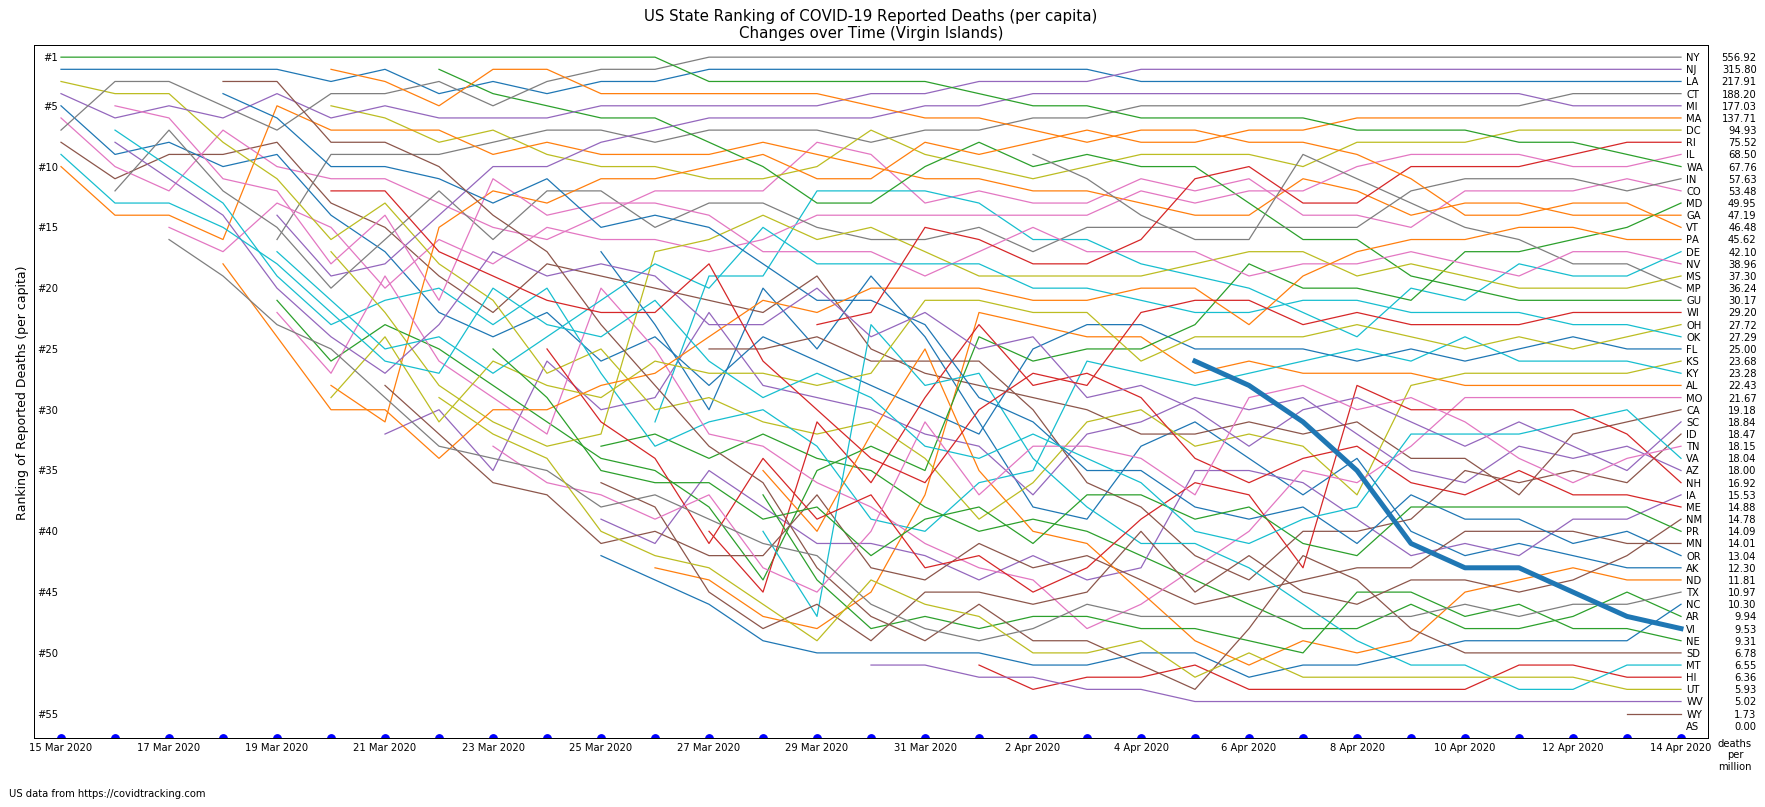 US State Ranking of COVID-19 Reported Deaths (per capita)
Changes over Time (Virgin Islands)
Ranking of Reported Deaths (per capita)
#1
#5
#10
#15
#20
#25
#30
#35
#40
#45
#50
#55
NY 556.92
NJ 315.80
LA 217.91
CT 188.20
MI 177.03
MA 137.71
DC 94.93
RI 75.52
IL 68.50
WA 67.76
IN 57.63
CO 53.48
MD 49.95
GA 47.19
VT 46.48
PA 45.62
DE 42.10
NV 38.96
MS 37.30
MP 36.24
GU 30.17
WI 29.20
OH 27.72
OK 27.29
FL 25.00
KS 23.68
KY 23.28
AL 22.43
MO 21.67
CA 19.18
SC 18.84
ID 18.47
TN 18.15
VA 18.04
AZ 18.00
NH 16.92
IA 15.53
ME 14.88
NM 14.78
PR 14.09
MN 14.01
OR 13.04
AK 12.30
ND 11.81
TX 10.97
NC 10.30
AR 9.94
VI 9.53
NE 9.31
SD 6.78
MT 6.55
HI 6.36
UT 5.93
WV 5.02
WY 1.73
AS 0.00
15 Mar 2020 17 Mar 2020 19 Mar 2020 21 Mar 2020 23 Mar 2020 25 Mar 2020 27 Mar 2020 29 Mar 2020 31 Mar 2020 2 Apr 2020 4 Apr 2020 6 Apr 2020 8 Apr 2020 10 Apr 2020 12 Apr 2020 14 Apr 2020
deaths
per
million
US data from https://covidtracking.com